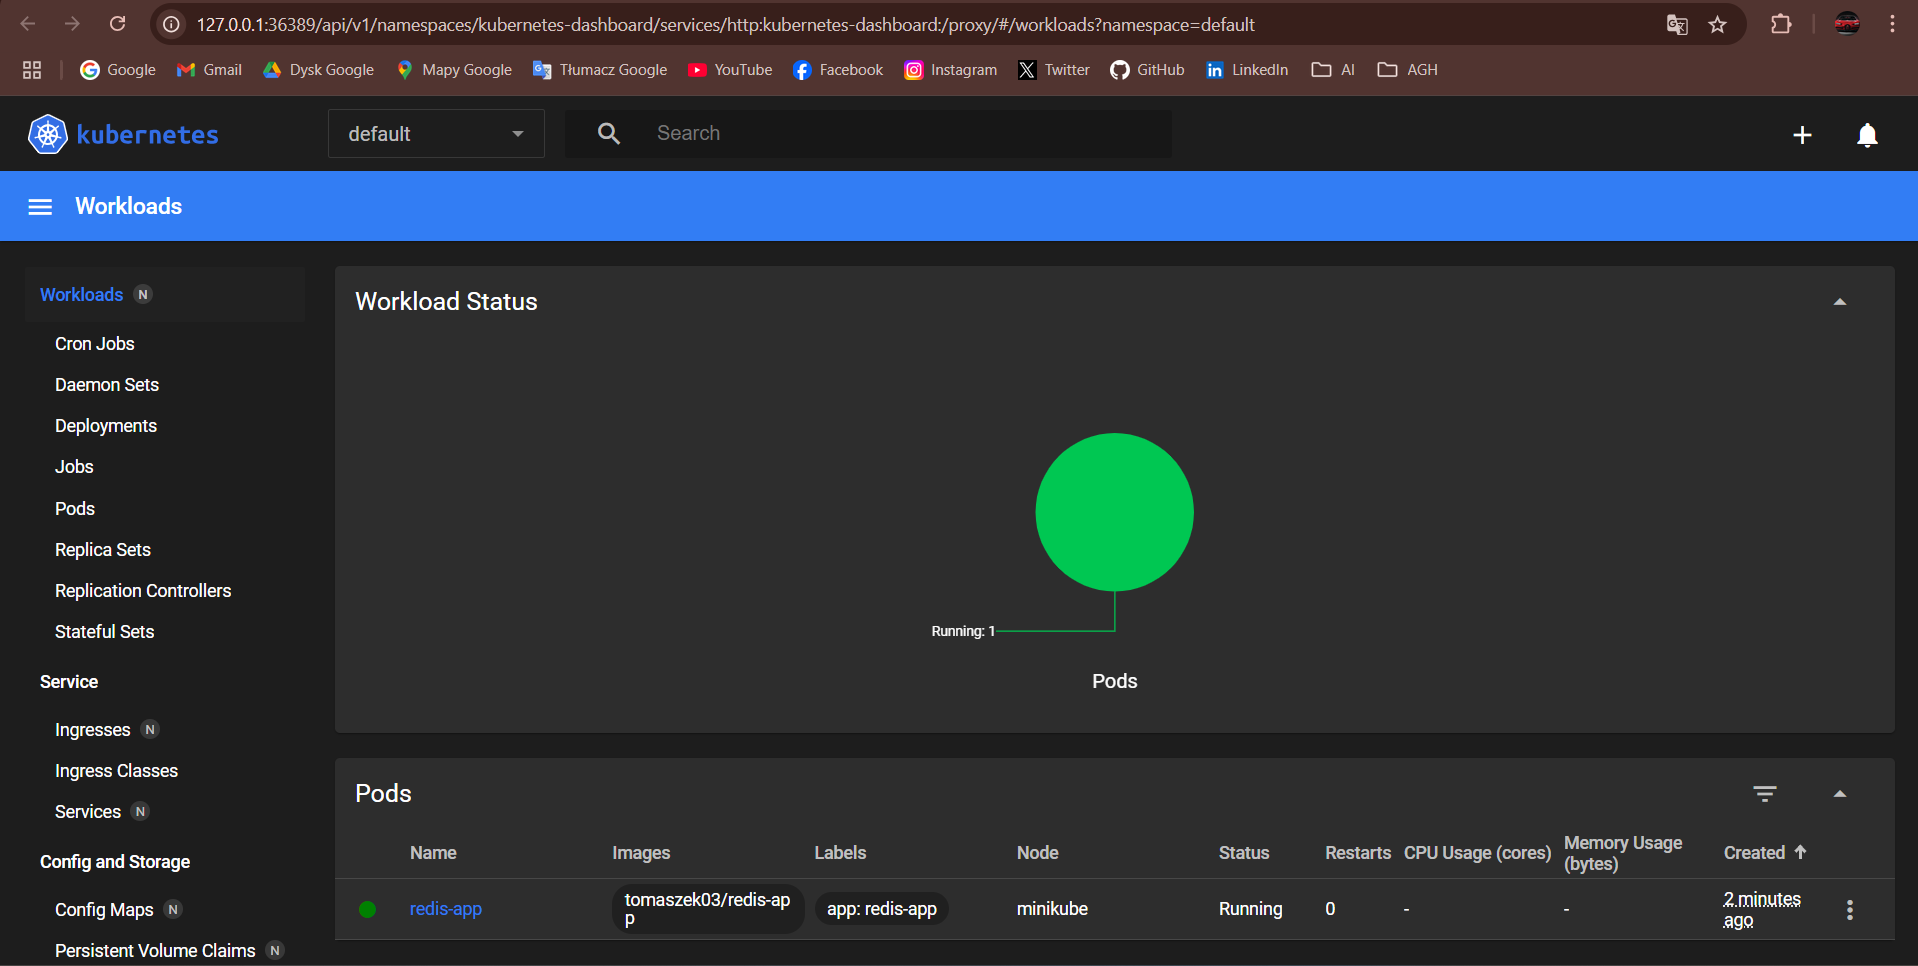 127.0.0.1:36389/api/v1/namespaces/kubernetes-dashboard/services/http:kubernetes-dashboard:/proxy/#/workloads?namespace=default
Google Gmail Dysk Google Mapy Google Tłumacz Google YouTube Facebook Instagram Twitter GitHub LinkedIn AI AGH
kubernetes default Search
Workloads
Workloads N
Cron Jobs
Daemon Sets
Deployments
Jobs
Pods
Replica Sets
Replication Controllers
Stateful Sets
Service
Ingresses N
Ingress Classes
Services N
Config and Storage
Config Maps N
Persistent Volume Claims N
Workload Status
Running: 1
Pods
Pods
Name Images Labels Node Status Restarts CPU Usage (cores) Memory Usage (bytes) Created
redis-app tomaszek03/redis-app app: redis-app minikube Running 0 - - 2 minutes ago